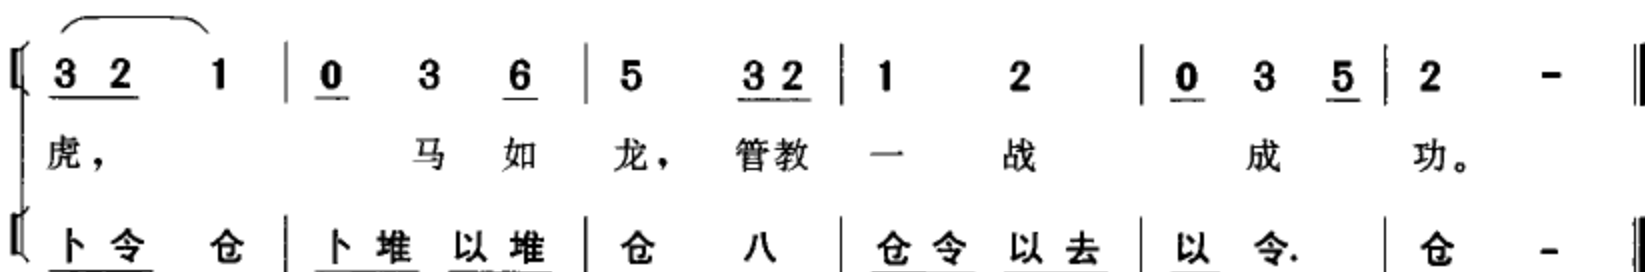 3 2 1 | 0 3 6 | 5 3 2 | 1 2 | 0 3 5 | 2 -
虎， 马 如 龙，管教 一 战 成 功。
卜 令 仓 | 卜 堆 以 堆 | 仓 八 | 仓 令 以 去 | 以 令. | 仓 -